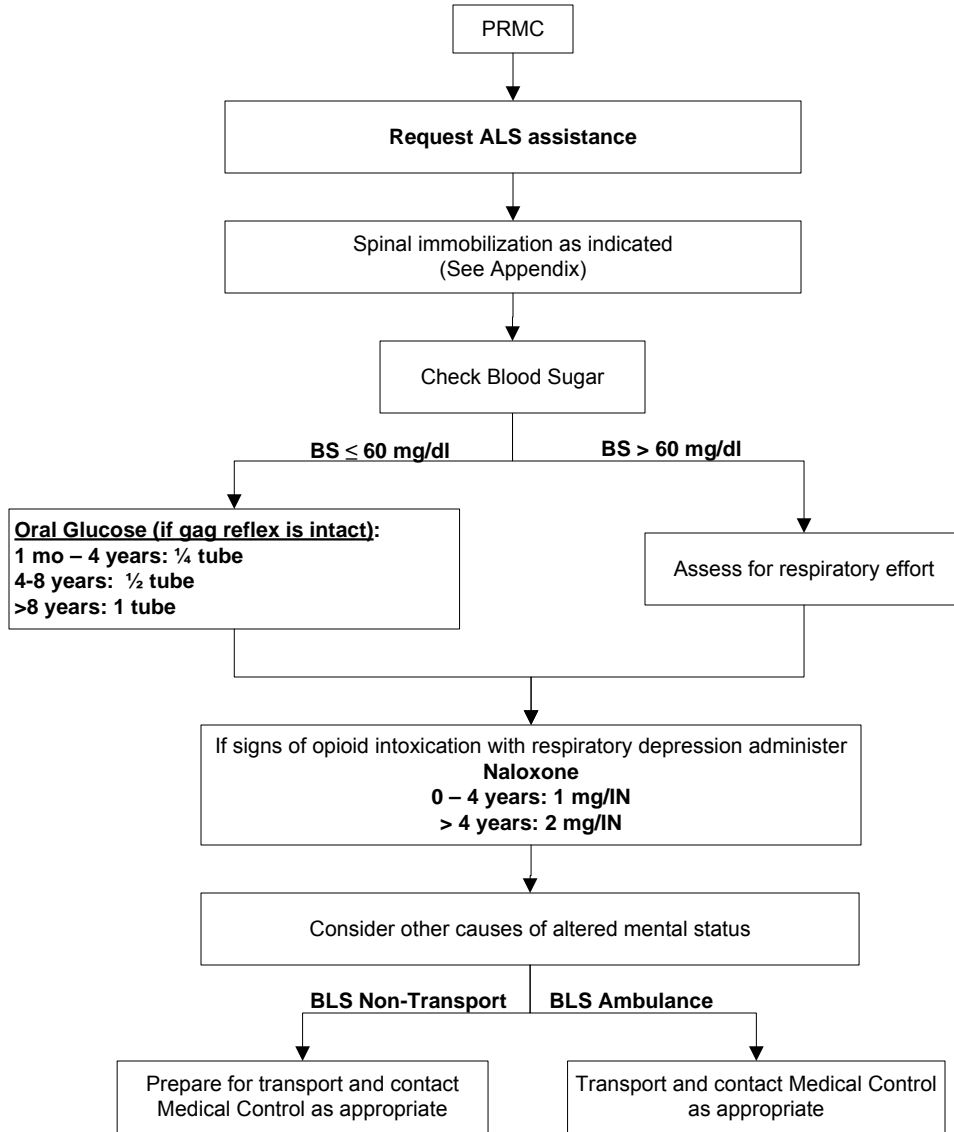 PRMC
Request ALS assistance
Spinal immobilization as indicated
(See Appendix)
Check Blood Sugar
BS ≤ 60 mg/dl
BS > 60 mg/dl
Oral Glucose (if gag reflex is intact):
1 mo – 4 years: ¼ tube
4-8 years: ½ tube
>8 years: 1 tube
Assess for respiratory effort
If signs of opioid intoxication with respiratory depression administer
Naloxone
0 – 4 years: 1 mg/IN
> 4 years: 2 mg/IN
Consider other causes of altered mental status
BLS Non-Transport
BLS Ambulance
Prepare for transport and contact
Medical Control as appropriate
Transport and contact Medical Control
as appropriate